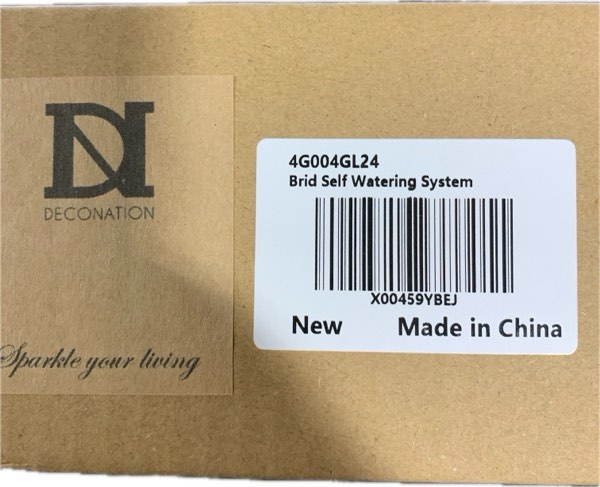 DN
DECONATION
Sparkle your living
4G004GL24
Brid Self Watering System
X00459YBEJ
New Made in China